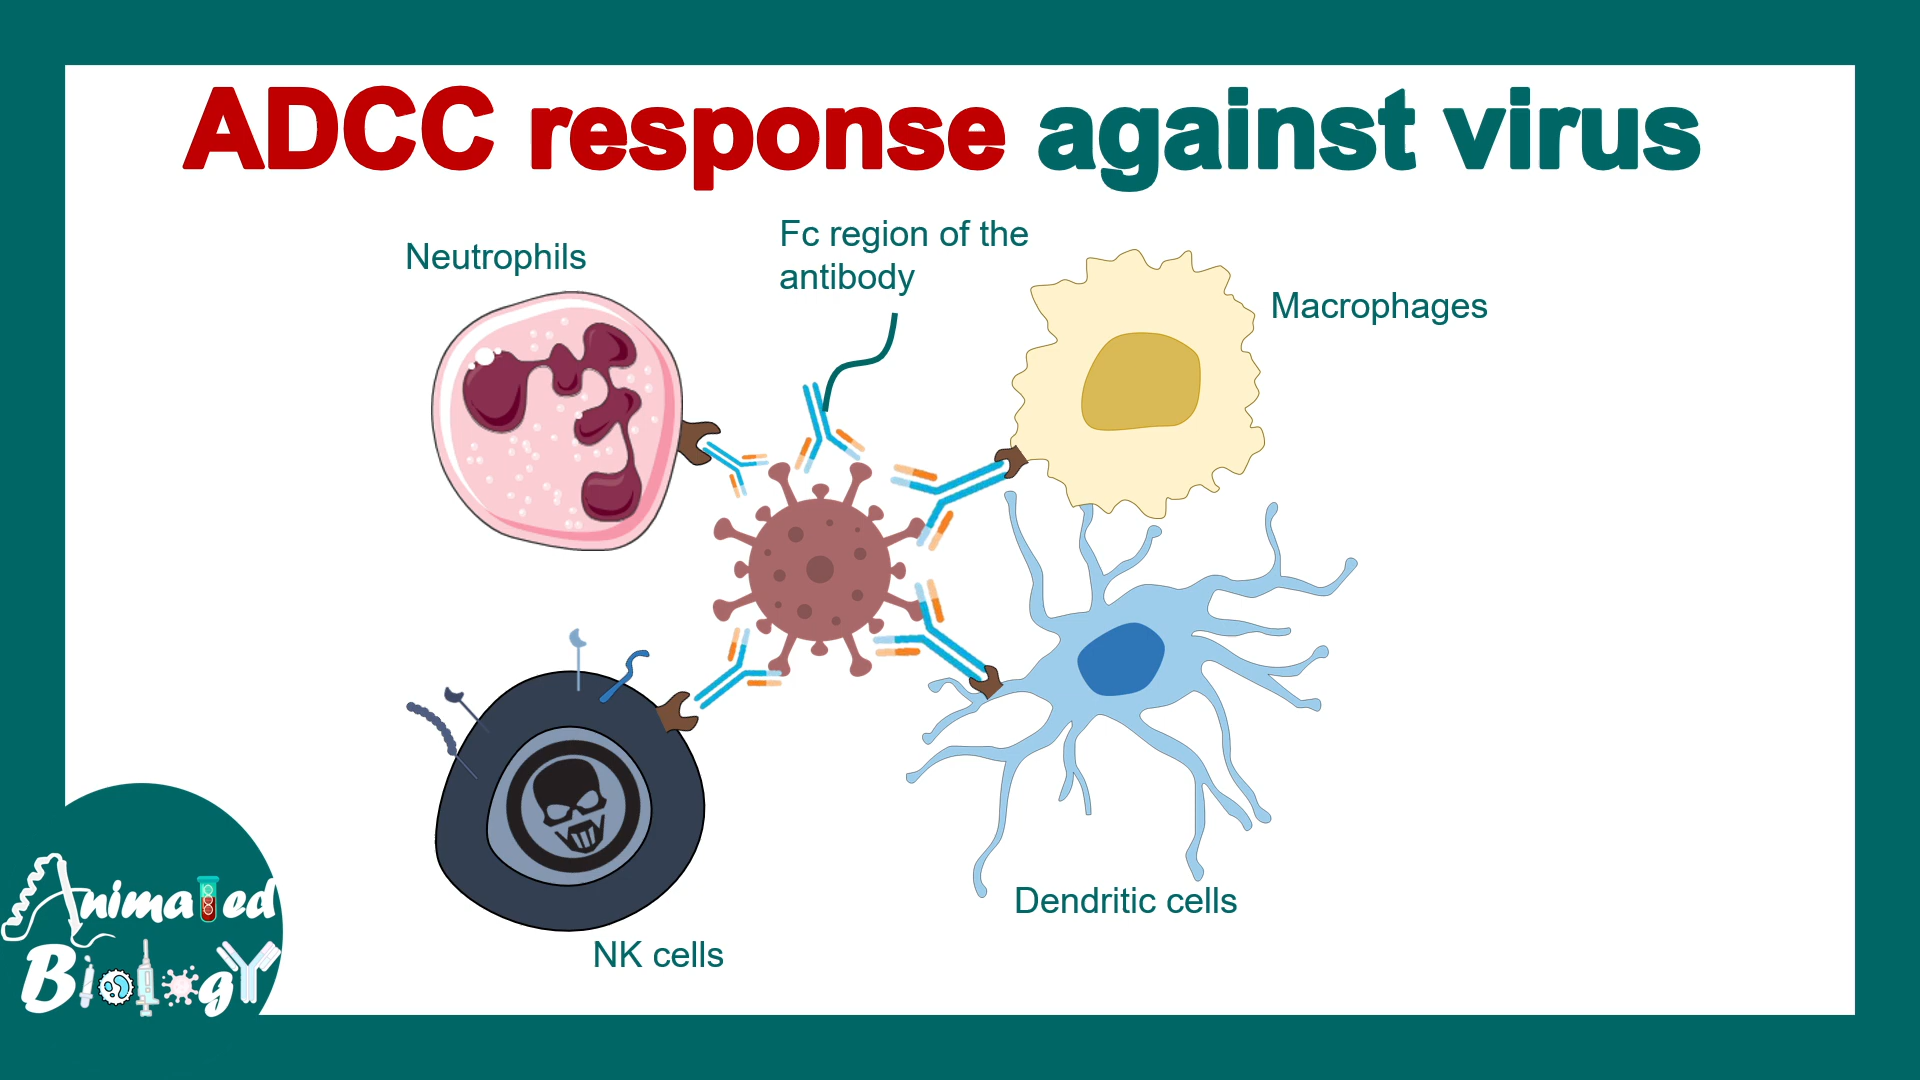 ADCC response against virus
Neutrophils
Fc region of the
antibody
Macrophages
Dendritic cells
NK cells
Animated
Biology